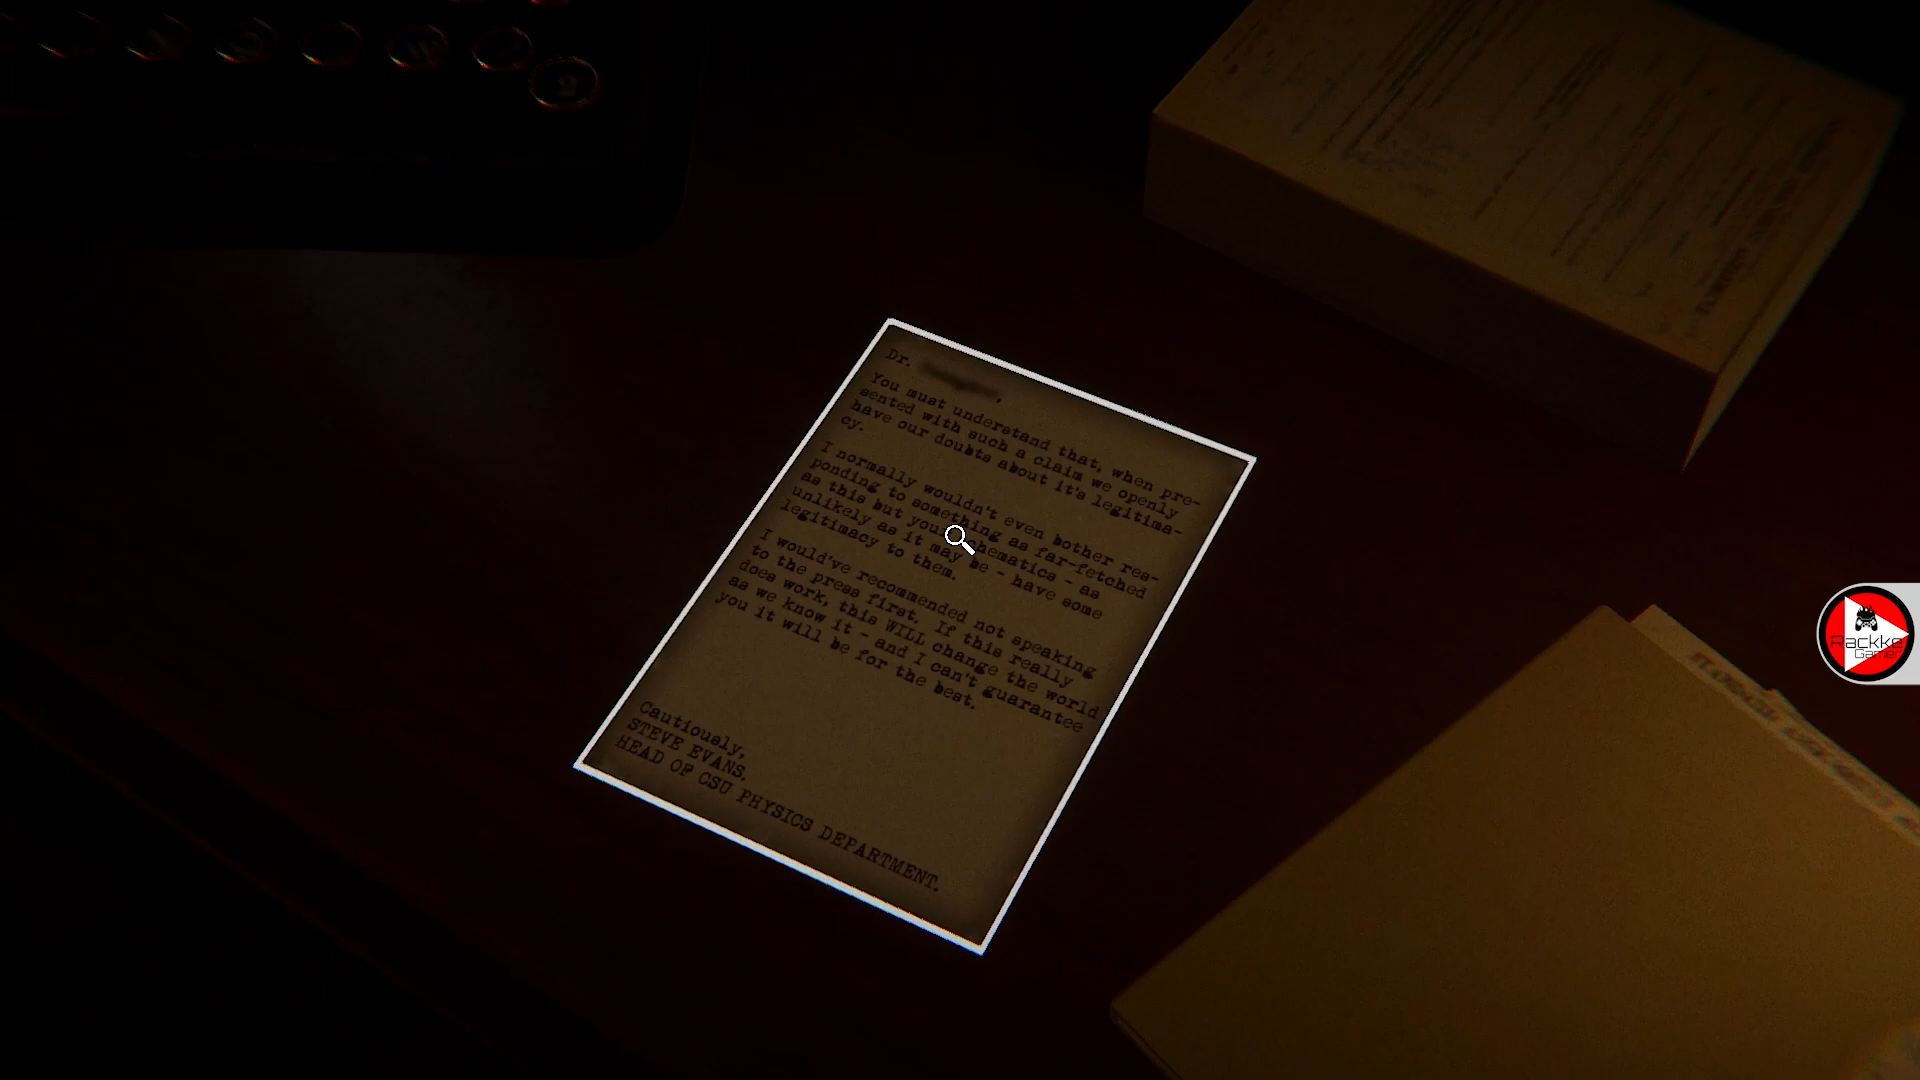 Dr. ,
You must understand that, when pre-
sented with such a claim we openly
have our doubts about it's legitima-
cy.
I normally wouldn't even bother res-
ponding to something as far-fetched
as this but your schematics - as
unlikely as it may be - have some
legitimacy to them.
I would've recommended not speaking
to the press first. If this really
does work, this WILL change the world
as we know it - and I can't guarantee
you it will be for the best.
Cautiously,
STEVE EVANS.
HEAD OF CSU PHYSICS DEPARTMENT.
Rackke
Gamer